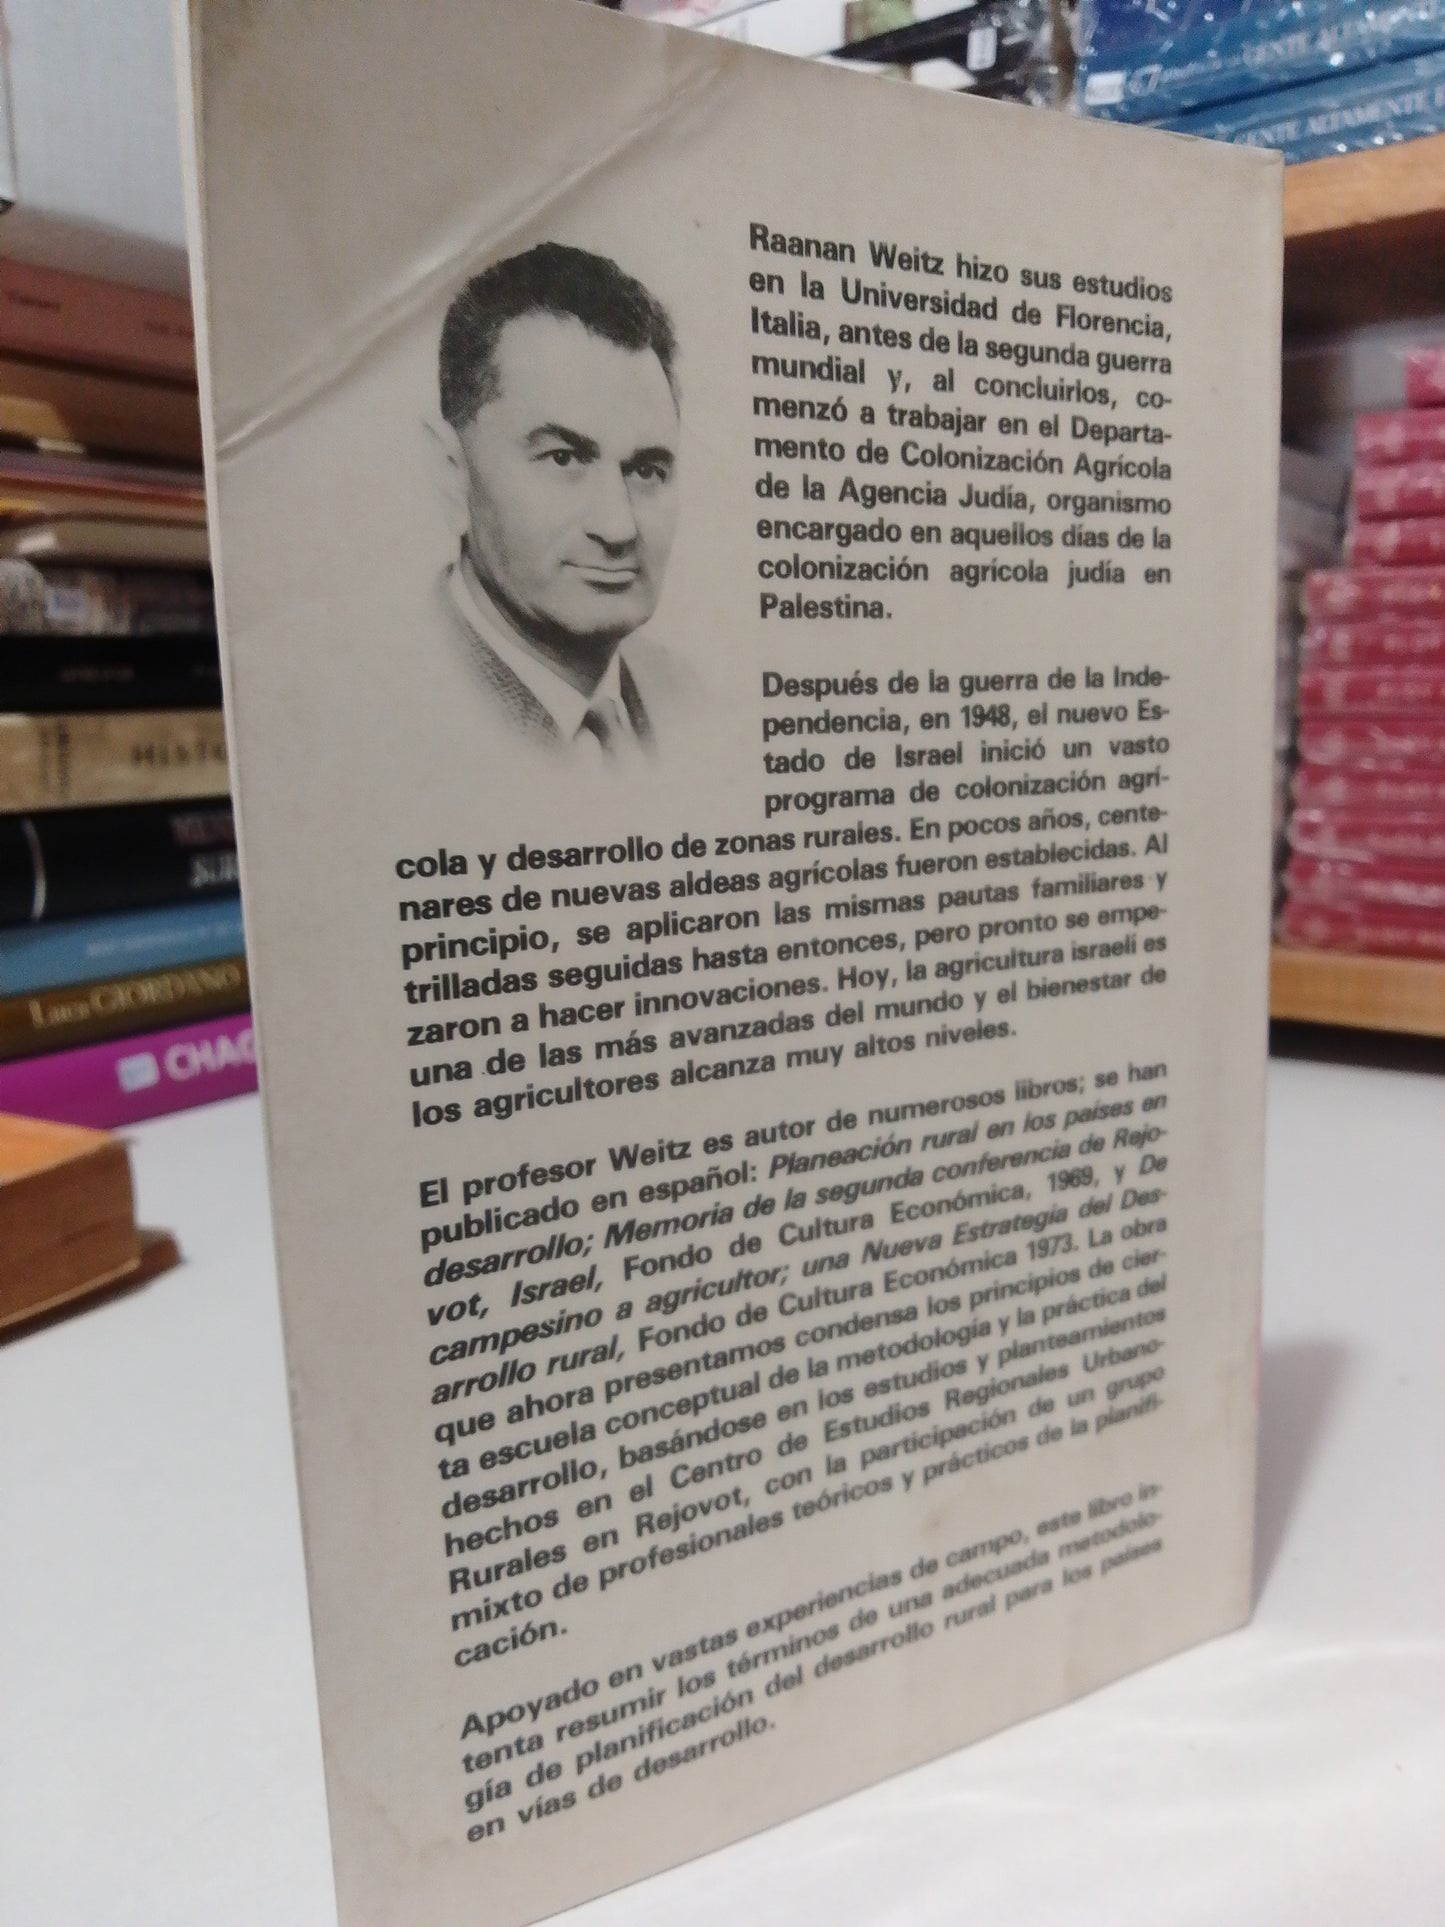 Raanan Weitz hizo sus estudios
en la Universidad de Florencia,
Italia, antes de la segunda guerra
mundial y, al concluirlos, co-
menzó a trabajar en el Departa-
mento de Colonización Agrícola
de la Agencia Judía, organismo
encargado en aquellos días de la
colonización agrícola judía en
Palestina.
Después de la guerra de la Inde-
pendencia, en 1948, el nuevo Es-
tado de Israel inició un vasto
programa de colonización agrí-
cola y desarrollo de zonas rurales. En pocos años, cente-
nares de nuevas aldeas agrícolas fueron establecidas. Al
principio, se aplicaron las mismas pautas familiares y
trilladas seguidas hasta entonces, pero pronto se empe-
zaron a hacer innovaciones. Hoy, la agricultura israelí es
una de las más avanzadas del mundo y el bienestar de
los agricultores alcanza muy altos niveles.
El profesor Weitz es autor de numerosos libros; se han
publicado en español: Planeación rural en los países en
desarrollo; Memoria de la segunda conferencia de Rejo-
vot, Israel, Fondo de Cultura Económica, 1969, y De
campesino a agricultor; una Nueva Estrategia del Des-
arrollo rural, Fondo de Cultura Económica 1973. La obra
que ahora presentamos condensa los principios de cier-
ta escuela conceptual de la metodología y la práctica del
desarrollo, basándose en los estudios y planteamientos
hechos en el Centro de Estudios Regionales Urbano-
Rurales en Rejovot, con la participación de un grupo
mixto de profesionales teóricos y prácticos de la planifi-
cación.
Apoyado en vastas experiencias de campo, este libro in-
tenta resumir los términos de una adecuada metodolo-
gía de planificación del desarrollo rural para los países
en vías de desarrollo.
HISTO
Luca GIORDANO
CHAG
GENTE ALTAMENTE
GENTE ALTAMENTE